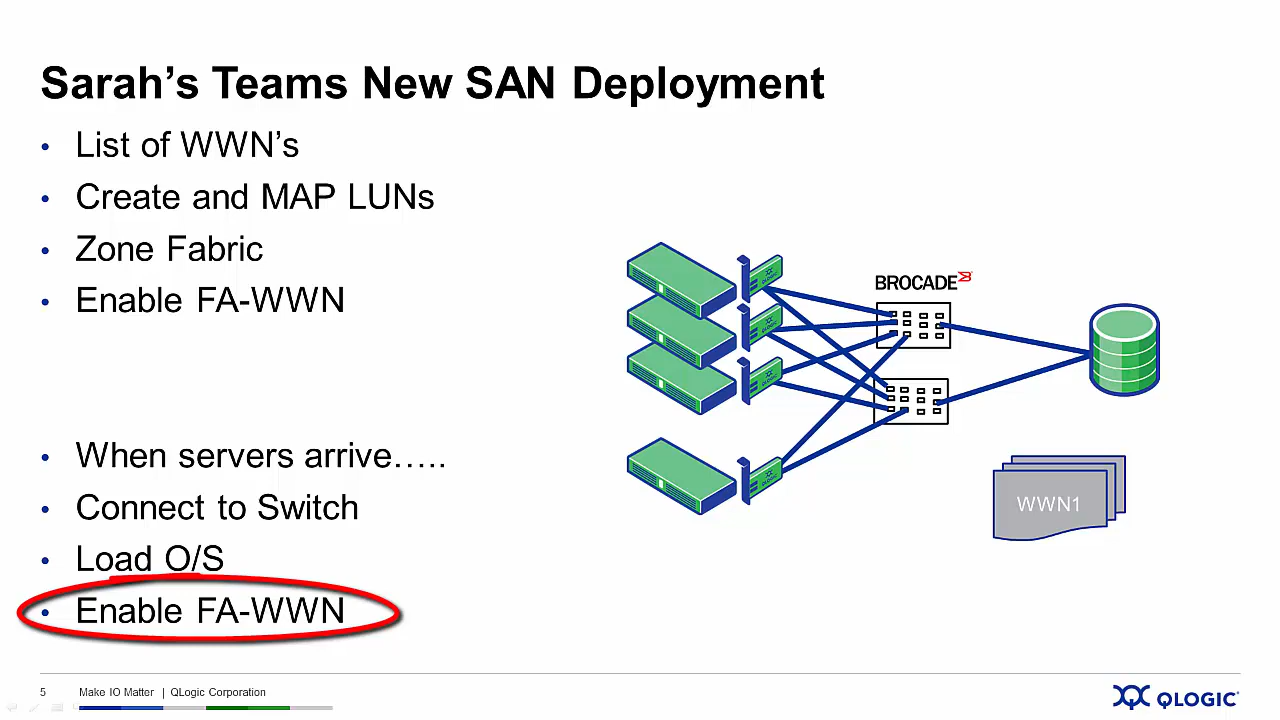 Sarah’s Teams New SAN Deployment
• List of WWN’s
• Create and MAP LUNs
• Zone Fabric
• Enable FA-WWN
• When servers arrive…..
• Connect to Switch
• Load O/S
• Enable FA-WWN
BROCADE
WWN1
5 Make IO Matter | QLogic Corporation
QLOGIC